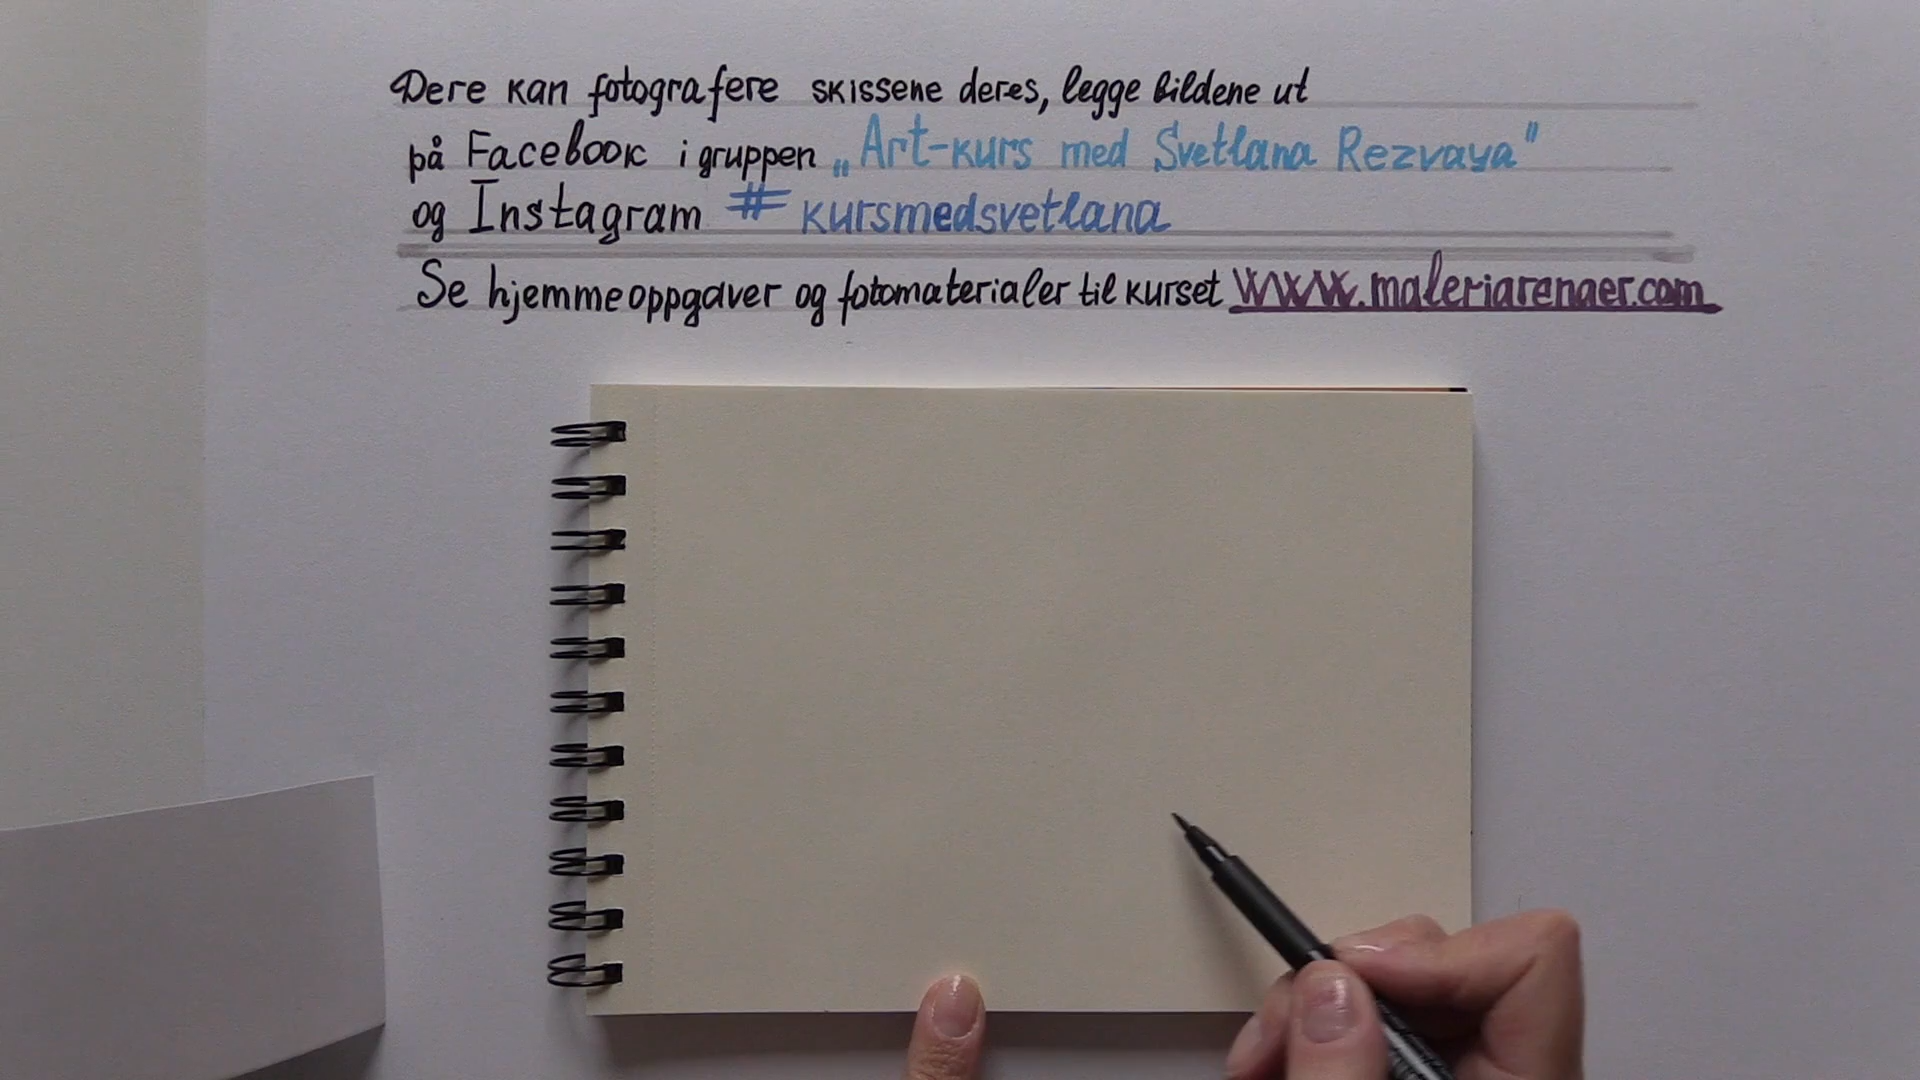 Dere kan fotografere skissene deres, legge bildene ut
på Facebook i gruppen „Art-kurs med Svetlana Rezvaya"
og Instagram #kursmedsvetlana
Se hjemmeoppgaver og fotomaterialer til kurset www.maleriarenaer.com